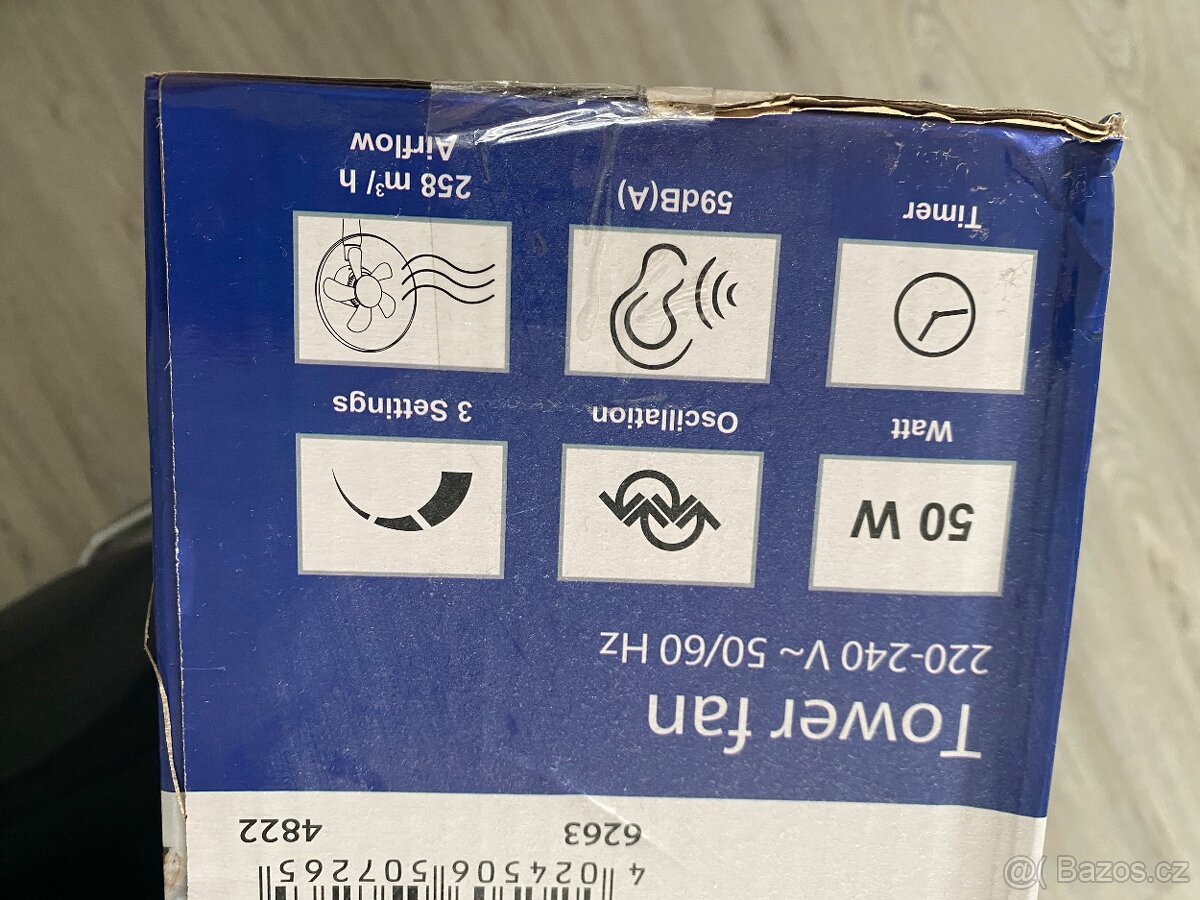 4 024506 507265
6263 4822
Tower fan
220-240 V~ 50/60 Hz
50 W
Watt
Oscillation
3 Settings
Timer
59dB(A)
258 m³/ h
Airflow
@( Bazos.cz